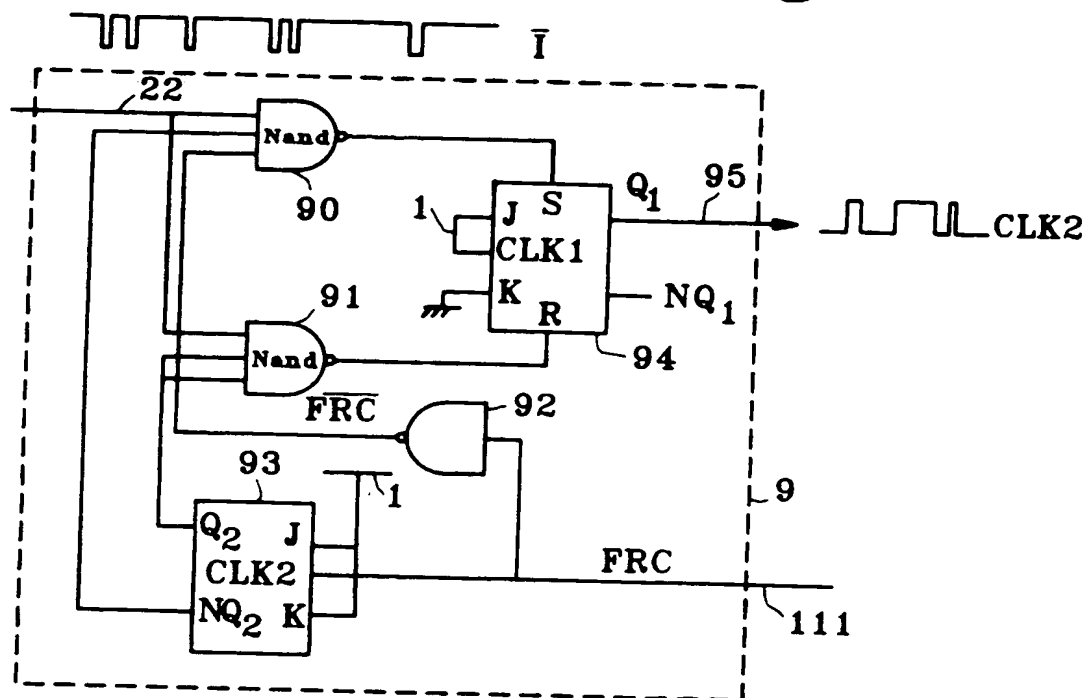 Ī
22
Nand
90
Q₁
95
1
J
S
CLK1
K
R
CLK2
NQ₁
91
Nand
94
F̅R̅C̅
92
93
1
9
Q₂
J
CLK2
FRC
NQ₂
K
111